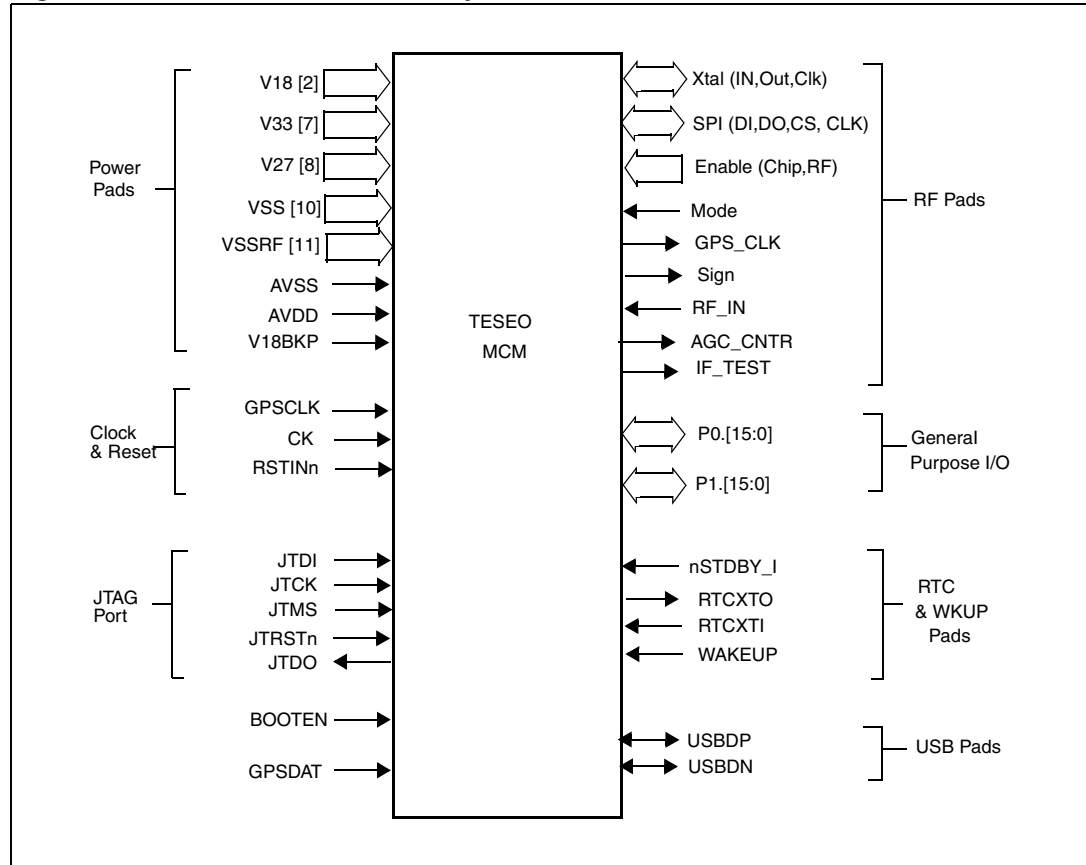 Power
Pads
V18 [2]
V33 [7]
V27 [8]
VSS [10]
VSSRF [11]
AVSS
AVDD
V18BKP
Clock
& Reset
GPSCLK
CK
RSTINn
JTAG
Port
JTDI
JTCK
JTMS
JTRSTn
JTDO
BOOTEN
GPSDAT
TESEO
MCM
Xtal (IN,Out,Clk)
SPI (DI,DO,CS, CLK)
Enable (Chip,RF)
Mode
GPS_CLK
Sign
RF_IN
AGC_CNTR
IF_TEST
RF Pads
P0.[15:0]
P1.[15:0]
General
Purpose I/O
nSTDBY_I
RTCXTO
RTCXTI
WAKEUP
RTC
& WKUP
Pads
USBDP
USBDN
USB Pads